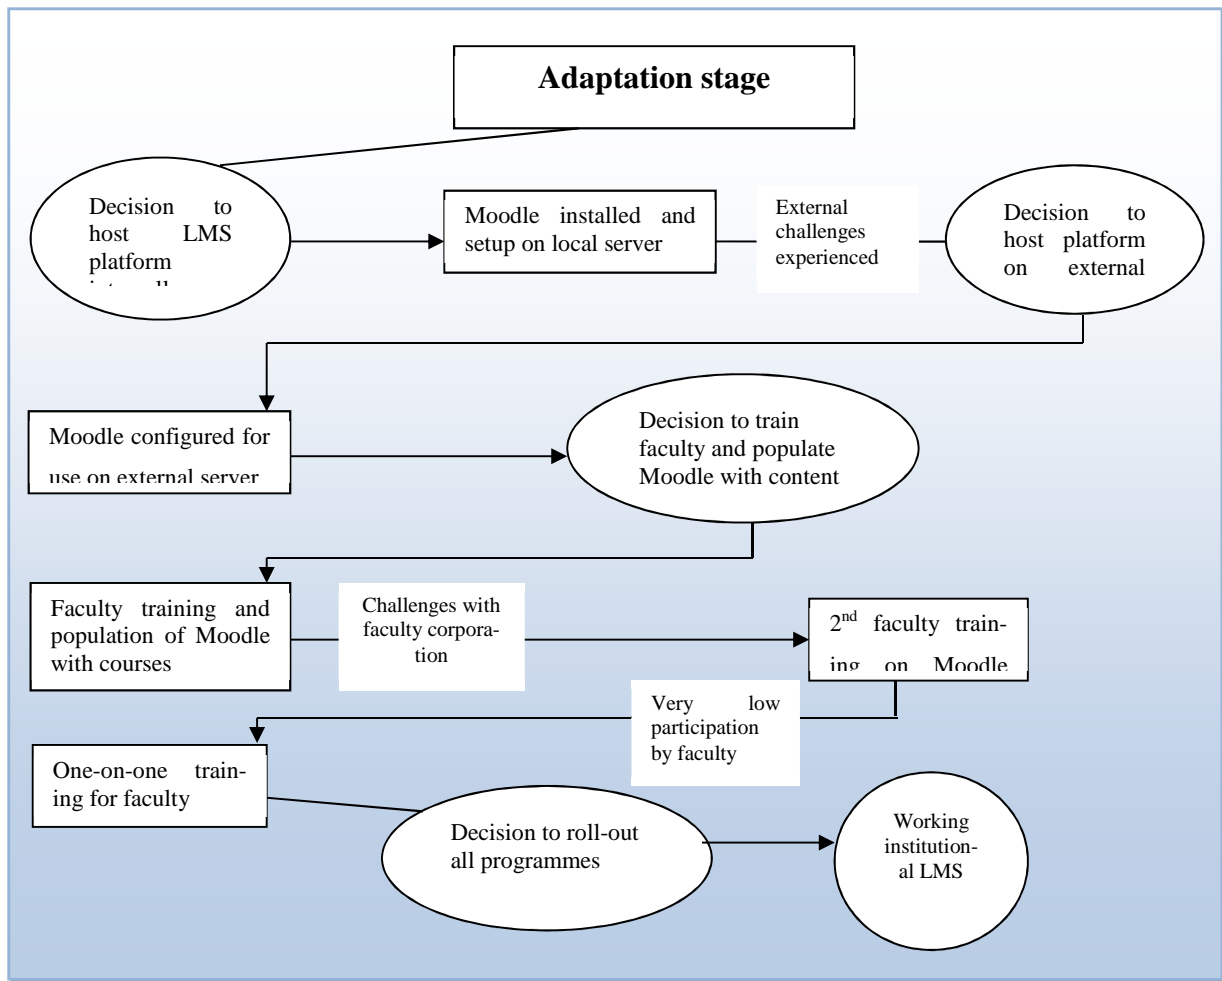 Adaptation stage
Decision to
host LMS
platform
Moodle installed and
setup on local server
External
challenges
experienced
Decision to
host platform
on external
Moodle configured for
use on external server
Decision to train
faculty and populate
Moodle with content
Faculty training and
population of Moodle
with courses
Challenges with
faculty corpora-
tion
2nd faculty train-
ing on Moodle
Very low
participation
by faculty
One-on-one train-
ing for faculty
Decision to roll-out
all programmes
Working
institution-
al LMS